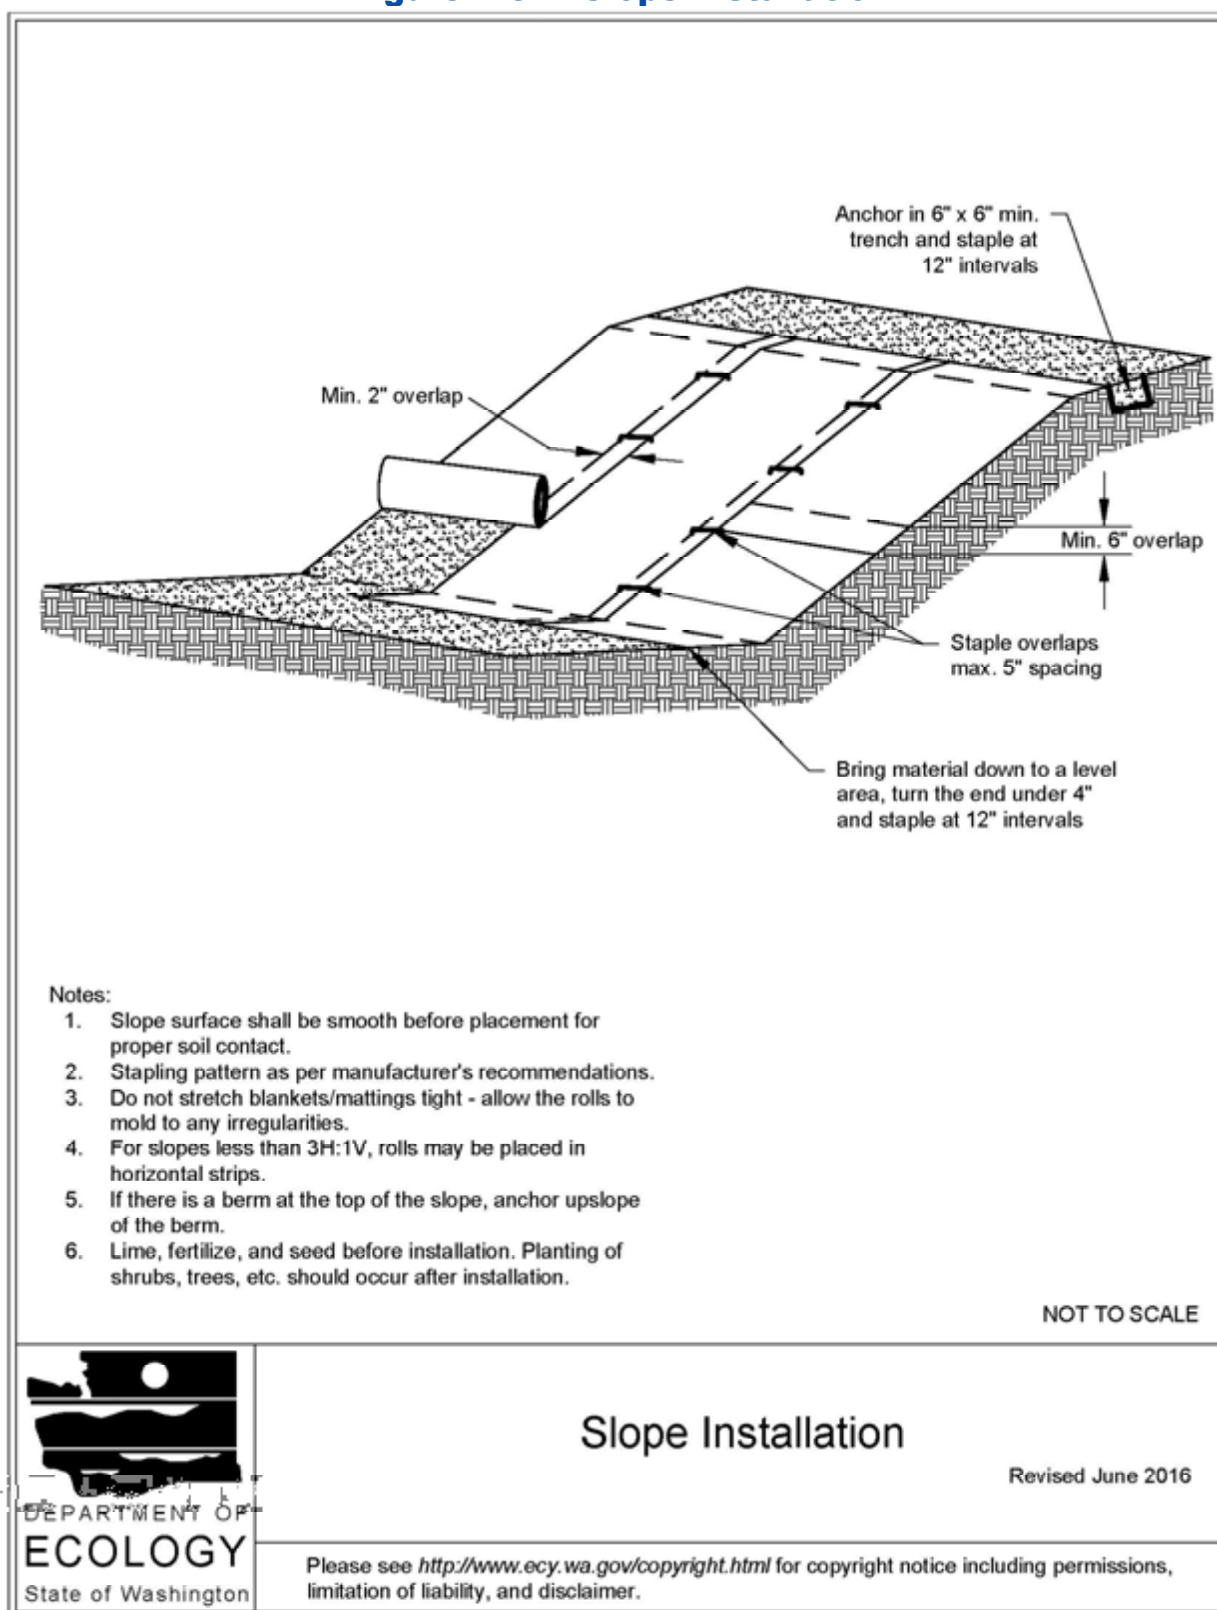 Anchor in 6" x 6" min.
trench and staple at
12" intervals
Min. 2" overlap
Min. 6" overlap
Staple overlaps
max. 5" spacing
Bring material down to a level
area, turn the end under 4"
and staple at 12" intervals
Notes:
1. Slope surface shall be smooth before placement for
proper soil contact.
2. Stapling pattern as per manufacturer's recommendations.
3. Do not stretch blankets/mattings tight - allow the rolls to
mold to any irregularities.
4. For slopes less than 3H:1V, rolls may be placed in
horizontal strips.
5. If there is a berm at the top of the slope, anchor upslope
of the berm.
6. Lime, fertilize, and seed before installation. Planting of
shrubs, trees, etc. should occur after installation.
NOT TO SCALE
Slope Installation
Revised June 2016
DEPARTMENT OF
ECOLOGY
State of Washington
Please see http://www.ecy.wa.gov/copyright.html for copyright notice including permissions,
limitation of liability, and disclaimer.